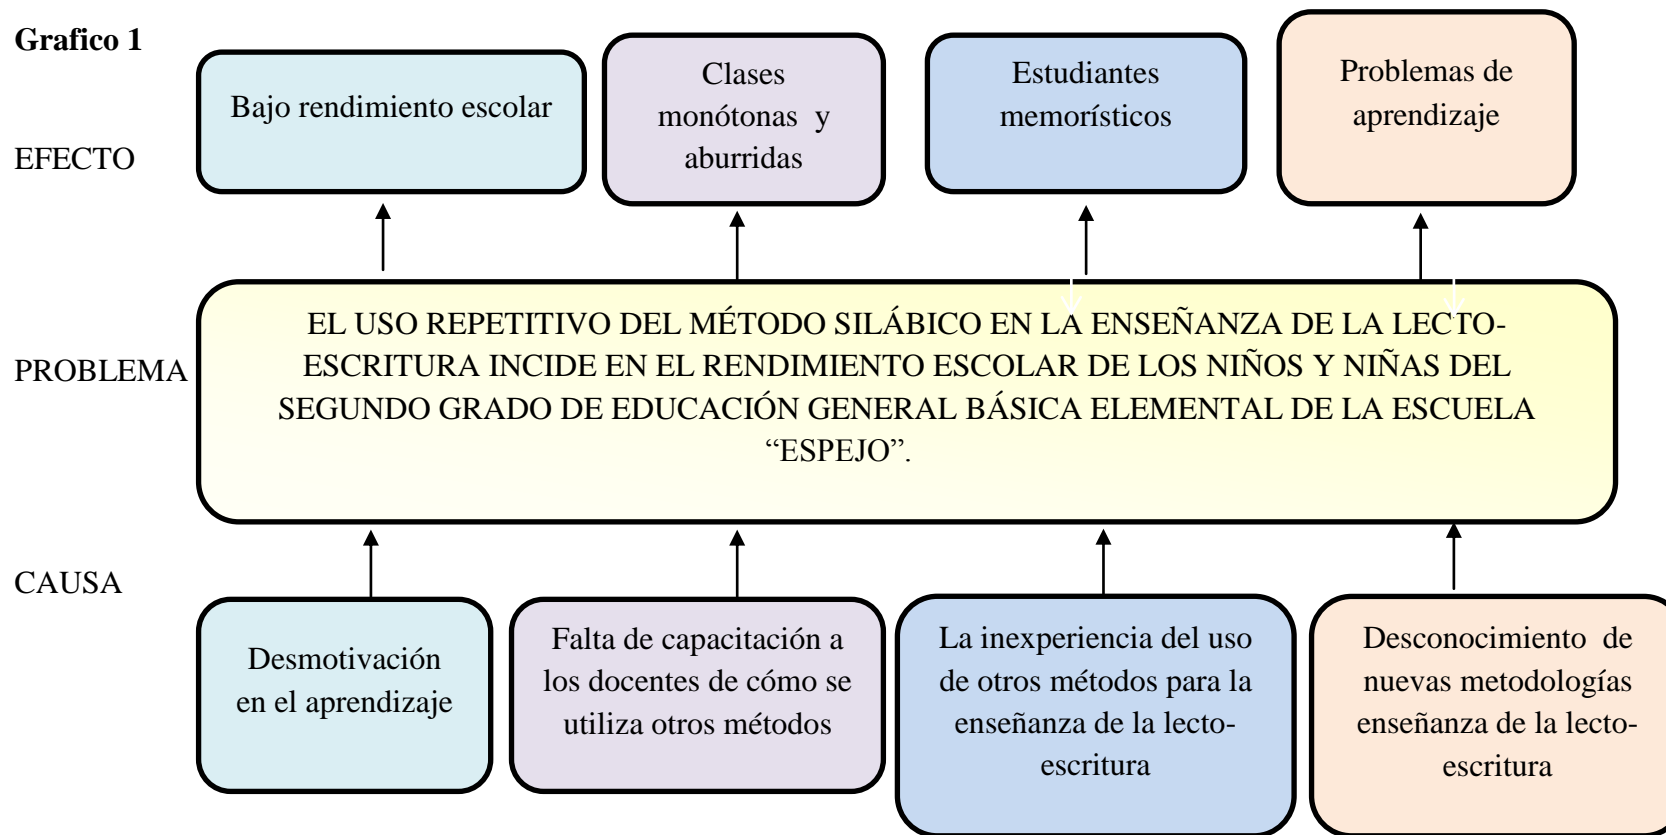 Grafico 1
EFECTO
Bajo rendimiento escolar
Clases
monótonas y
aburridas
Estudiantes
memorísticos
Problemas de
aprendizaje
PROBLEMA
EL USO REPETITIVO DEL MÉTODO SILÁBICO EN LA ENSEÑANZA DE LA LECTO-
ESCRITURA INCIDE EN EL RENDIMIENTO ESCOLAR DE LOS NIÑOS Y NIÑAS DEL
SEGUNDO GRADO DE EDUCACIÓN GENERAL BÁSICA ELEMENTAL DE LA ESCUELA
“ESPEJO”.
CAUSA
Desmotivación
en el aprendizaje
Falta de capacitación a
los docentes de cómo se
utiliza otros métodos
La inexperiencia del uso
de otros métodos para la
enseñanza de la lecto-
escritura
Desconocimiento de
nuevas metodologías
enseñanza de la lecto-
escritura